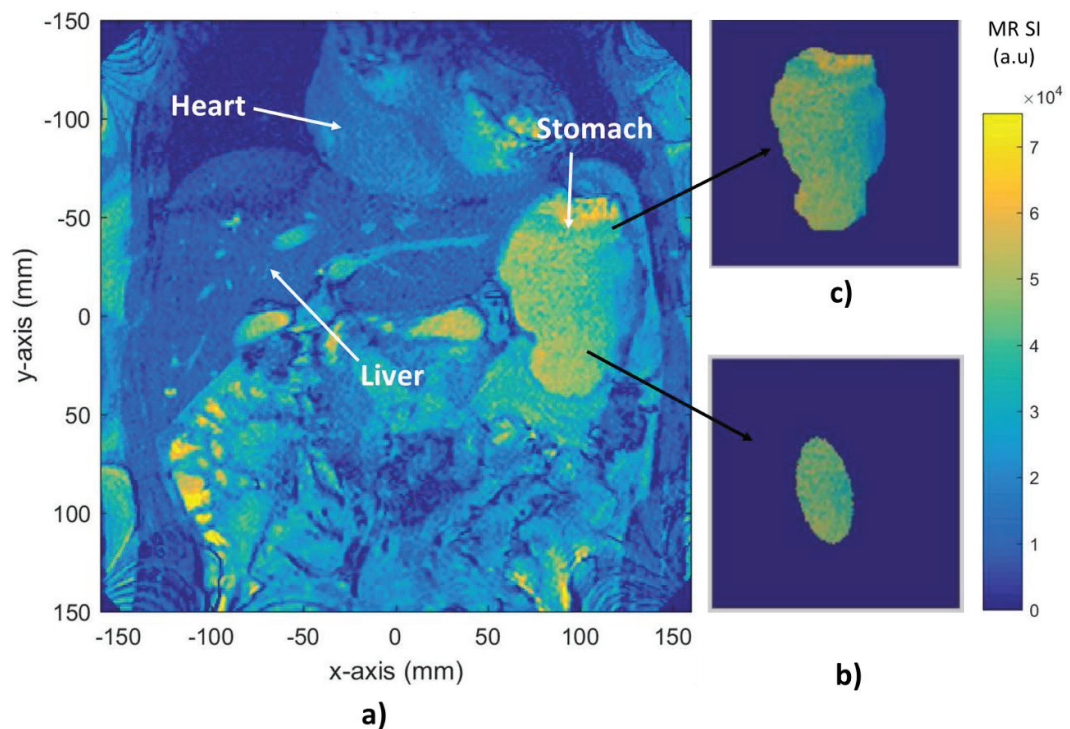 -150
-100
-50
0
50
100
150
y-axis (mm)
-150
-100
-50
0
50
100
150
x-axis (mm)
Heart
Stomach
Liver
a)
c)
b)
MR SI
(a.u)
×10⁴
7
6
5
4
3
2
1
0